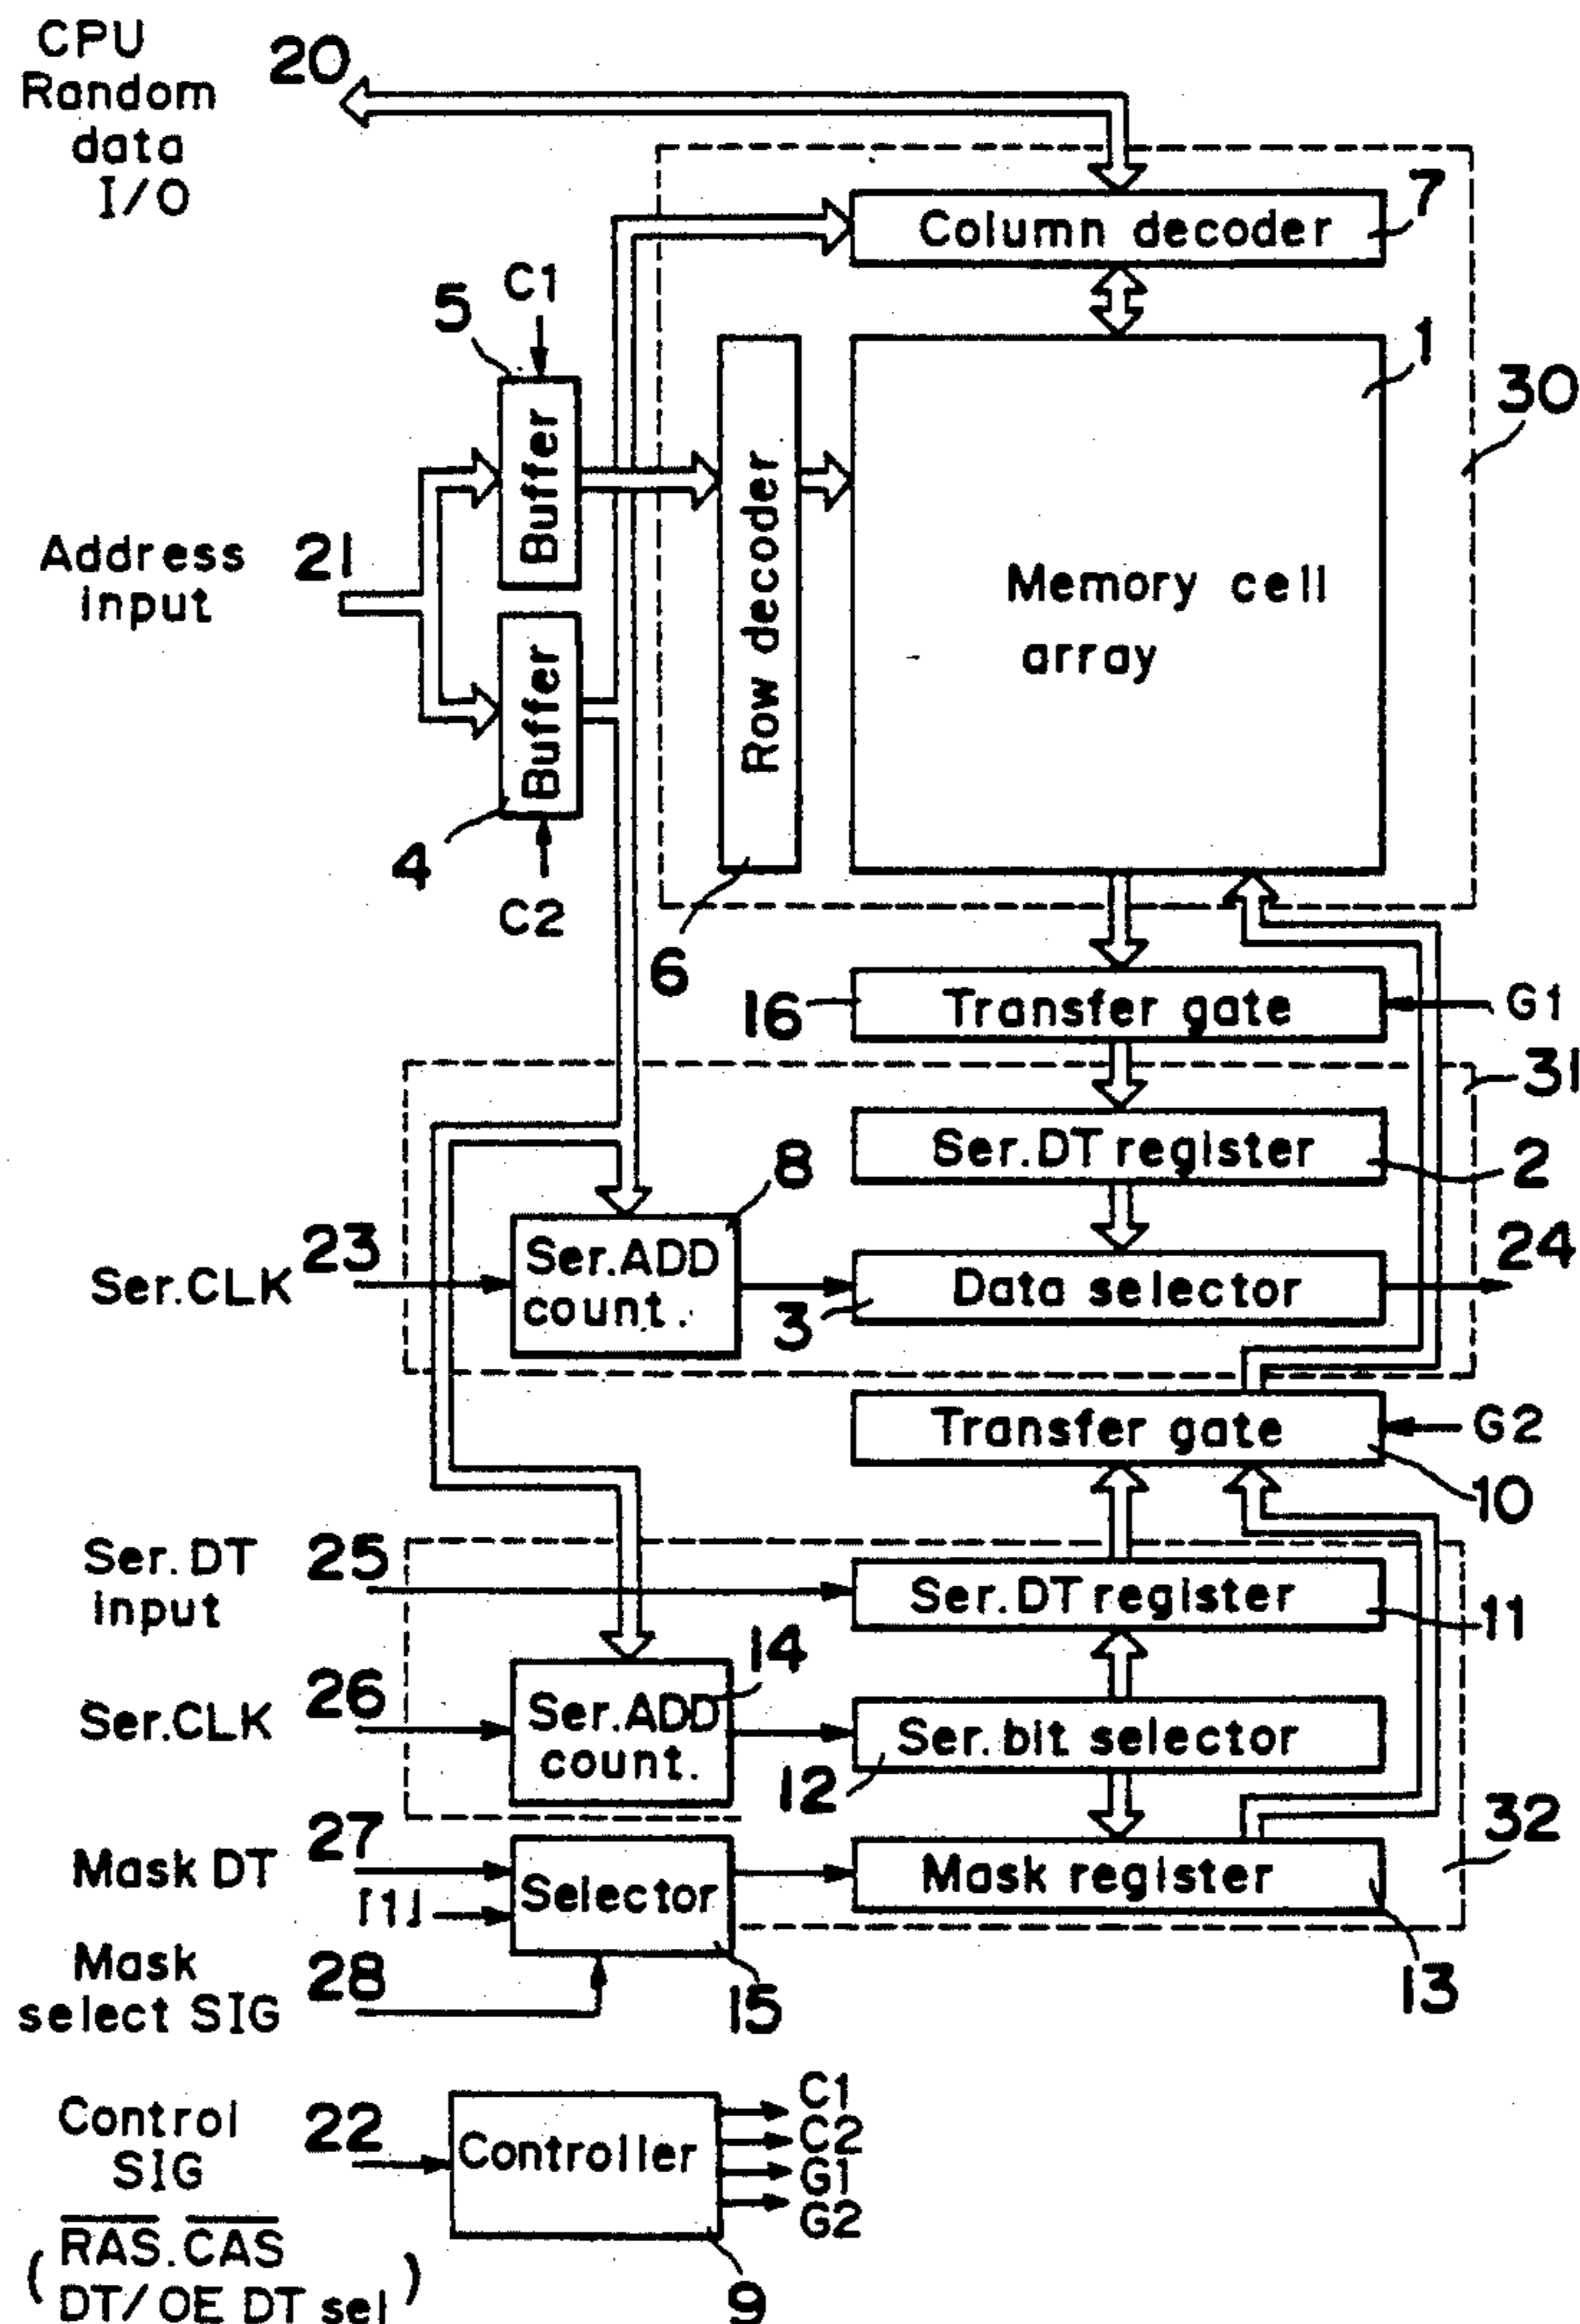 CPU
Random
data
I/O
20
Column decoder
7
C1
5
Buffer
1
30
Address
input
21
Row decoder
Memory cell
array
Buffer
4
C2
6
16
Transfer gate
G1
31
Ser.DT register
2
8
Ser.CLK
23
Ser.ADD
count.
3
Data selector
24
Transfer gate
G2
10
Ser. DT
input
25
Ser.DT register
11
14
Ser.CLK
26
Ser.ADD
count.
Ser. bit selector
12
27
Mask DT
「1」
Selector
Mask register
32
Mask
select SIG
28
15
13
Control
SIG
22
Controller
C1
C2
G1
G2
9
( RAS.CAS
DT/OE DT sel )